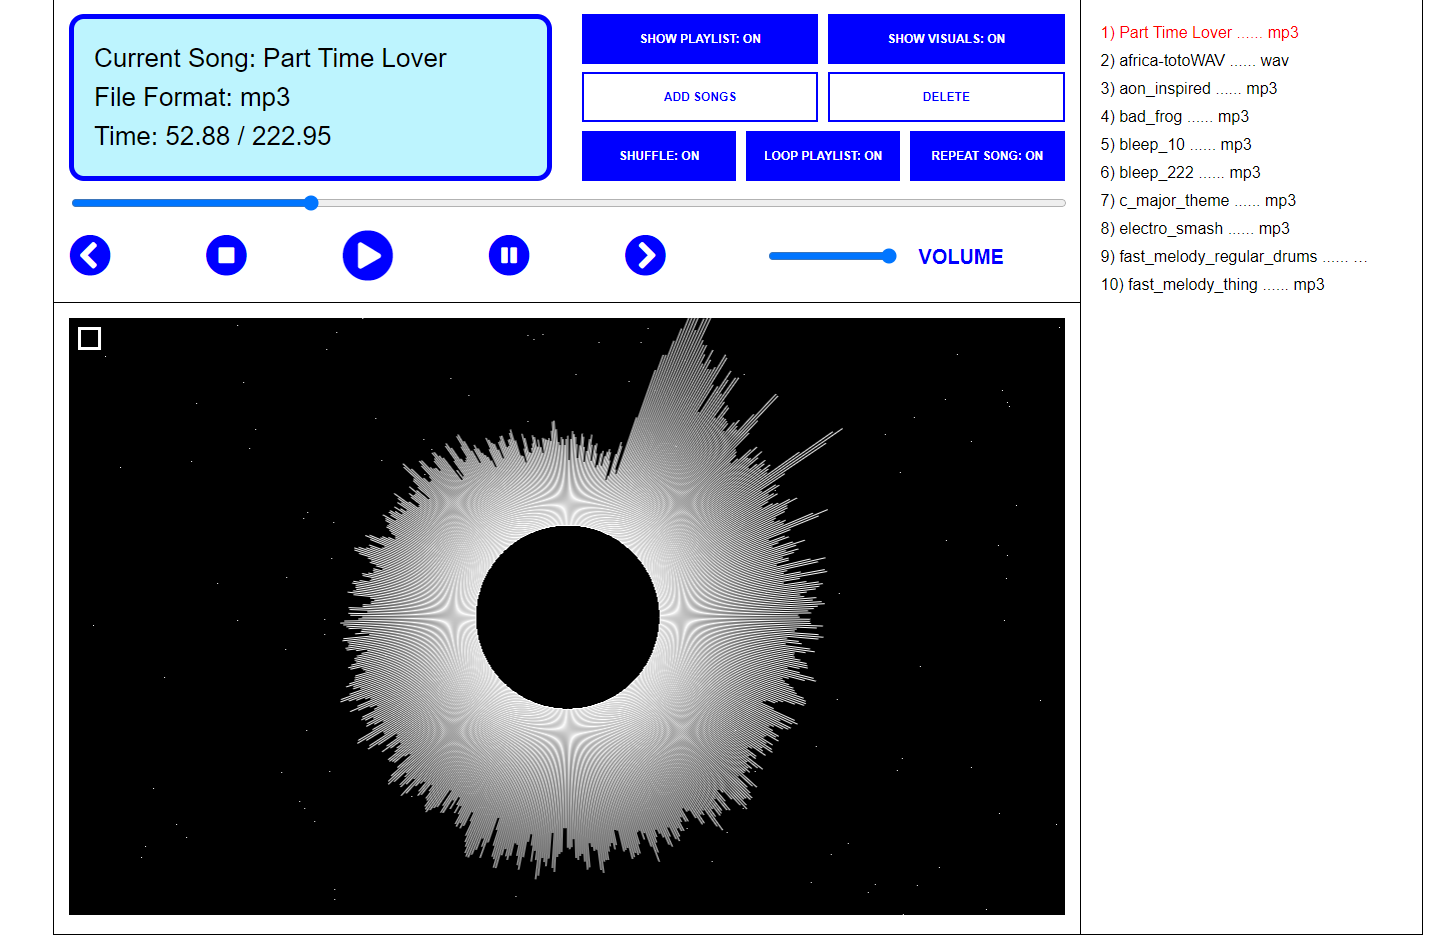 Current Song: Part Time Lover
File Format: mp3
Time: 52.88 / 222.95
SHOW PLAYLIST: ON
SHOW VISUALS: ON
ADD SONGS
DELETE
SHUFFLE: ON
LOOP PLAYLIST: ON
REPEAT SONG: ON
VOLUME
1) Part Time Lover ...... mp3
2) africa-totoWAV ...... wav
3) aon_inspired ...... mp3
4) bad_frog ...... mp3
5) bleep_10 ...... mp3
6) bleep_222 ...... mp3
7) c_major_theme ...... mp3
8) electro_smash ...... mp3
9) fast_melody_regular_drums ...... ...
10) fast_melody_thing ...... mp3